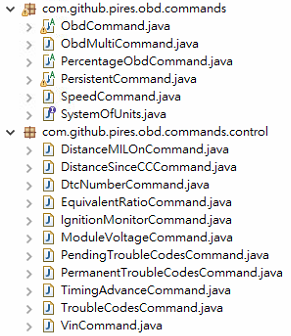 com.github.pires.obd.commands
ObdCommand.java
ObdMultiCommand.java
PercentageObdCommand.java
PersistentCommand.java
SpeedCommand.java
SystemOfUnits.java
com.github.pires.obd.commands.control
DistanceMILOnCommand.java
DistanceSinceCCCommand.java
DtcNumberCommand.java
EquivalentRatioCommand.java
IgnitionMonitorCommand.java
ModuleVoltageCommand.java
PendingTroubleCodesCommand.java
PermanentTroubleCodesCommand.java
TimingAdvanceCommand.java
TroubleCodesCommand.java
VinCommand.java